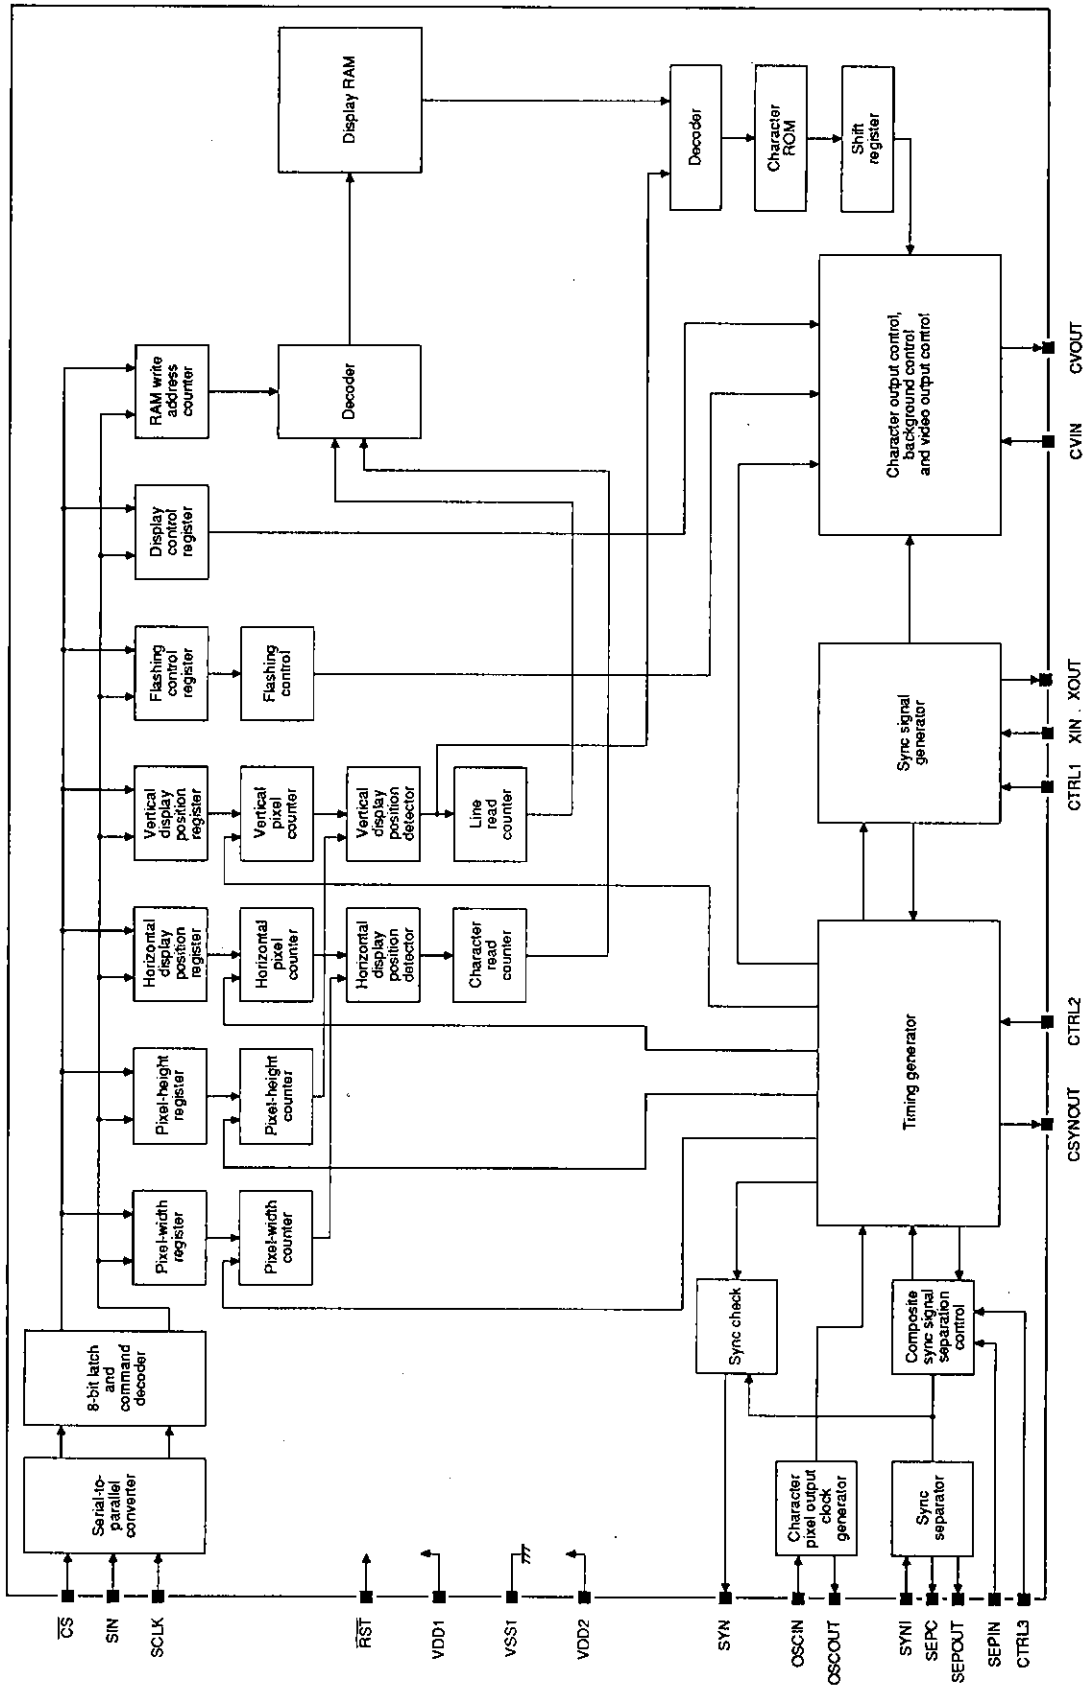 CS
SIN
SCLK
RST
VDD1
VSS1
VDD2
SYN
OSCIN
OSCOUT
SYNI
SEPC
SEPOUT
SEPIN
CTRL3
Serial-to-
parallel
converter
8-bit latch
and
command
decoder
Pixel-width
register
Pixel-height
register
Horizontal
display
position
register
Vertical
display
position
register
Flashing
control
register
Display
control
register
RAM write
address
counter
Pixel-width
counter
Pixel-height
counter
Horizontal
pixel
counter
Vertical
pixel
counter
Flashing
control
Decoder
Display RAM
Horizontal
display
position
detector
Vertical
display
position
detector
Character
read
counter
Line
read
counter
Decoder
Character
ROM
Shift
register
Sync check
Character
pixel output
clock
generator
Sync
separator
Composite
sync signal
separation
control
Timing generator
Sync signal
generator
Character output control,
background control
and video output control
CSYNOUT
CTRL2
CTRL1
XIN
XOUT
CVIN
CVOUT